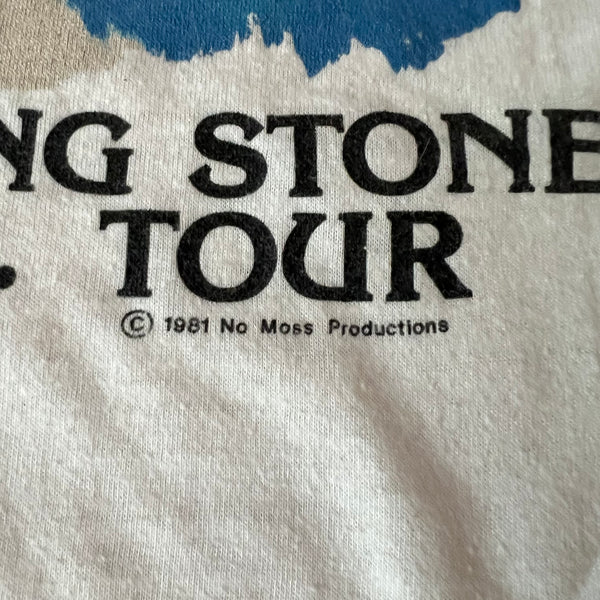 NG STONE
. TOUR
© 1981 No Moss Productions